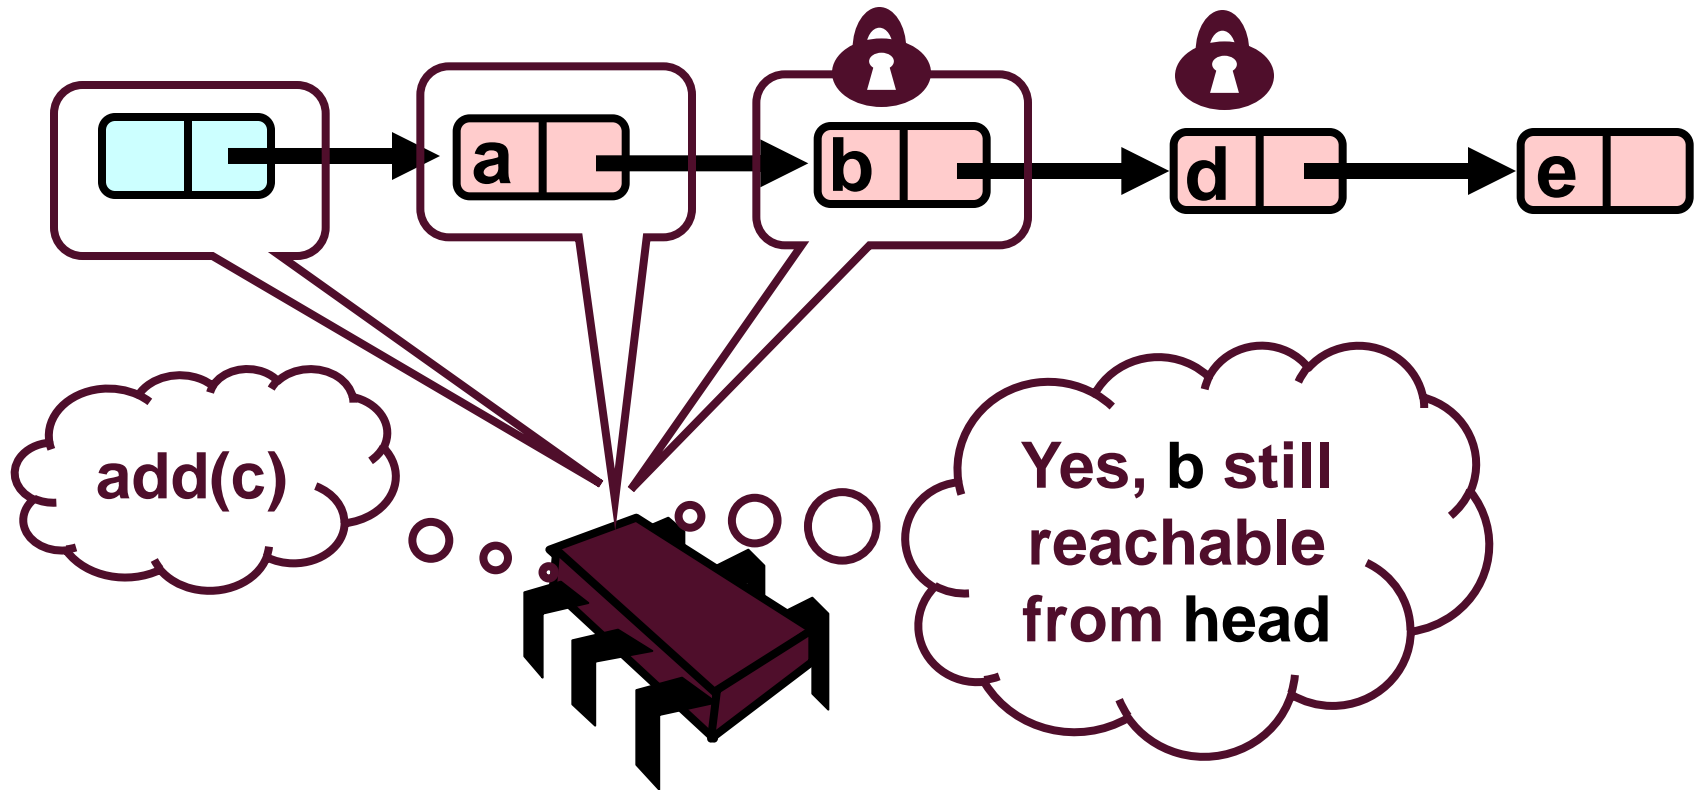 a
b
d
e
add(c)
Yes, b still
reachable
from head